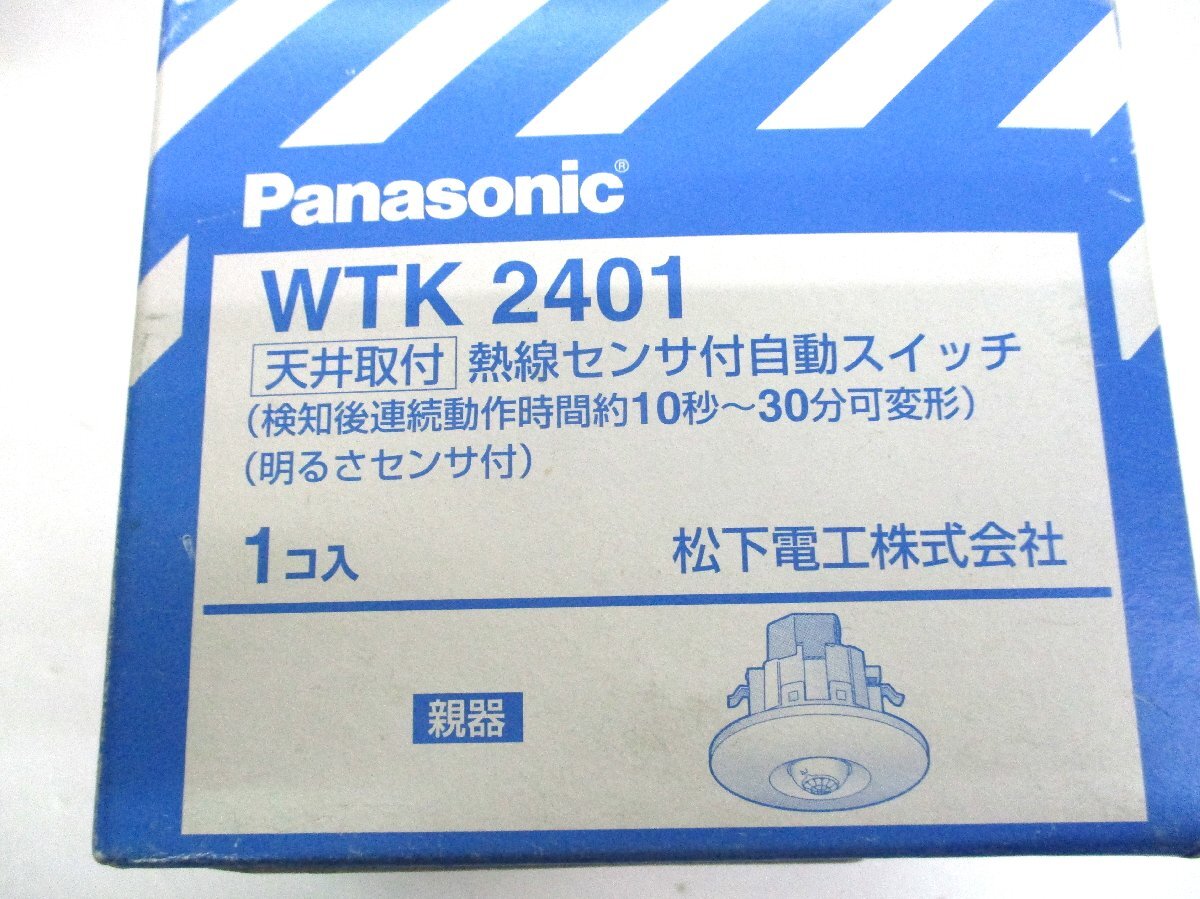 Panasonic®
WTK 2401
天井取付 熱線センサ付自動スイッチ
(検知後連続動作時間約10秒～30分可変形)
(明るさセンサ付)
1コ入 松下電工株式会社
親器